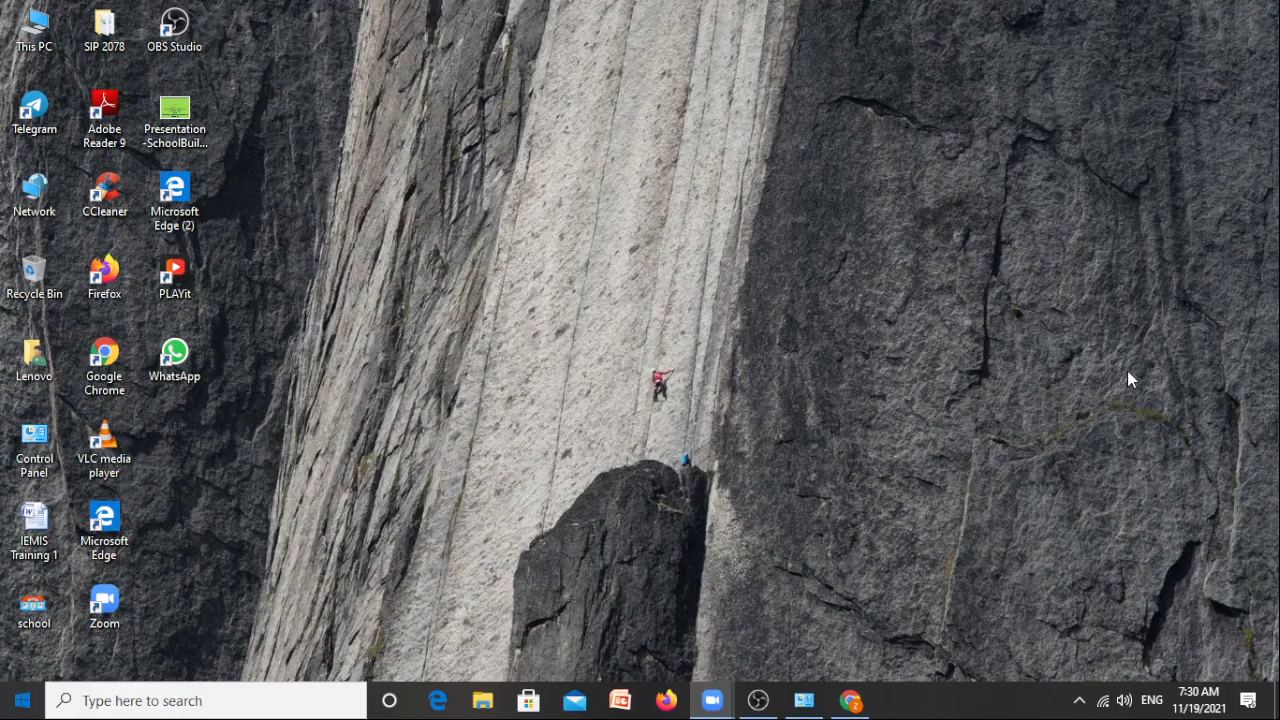 This PC
SIP 2078
OBS Studio
Telegram
Adobe
Reader 9
Presentation
-SchoolBuil...
Network
CCleaner
Microsoft
Edge (2)
Recycle Bin
Firefox
PLAYit
Lenovo
Google
Chrome
WhatsApp
Control
Panel
VLC media
player
IEMIS
Training 1
Microsoft
Edge
school
Zoom
Type here to search
ENG
7:30 AM
11/19/2021